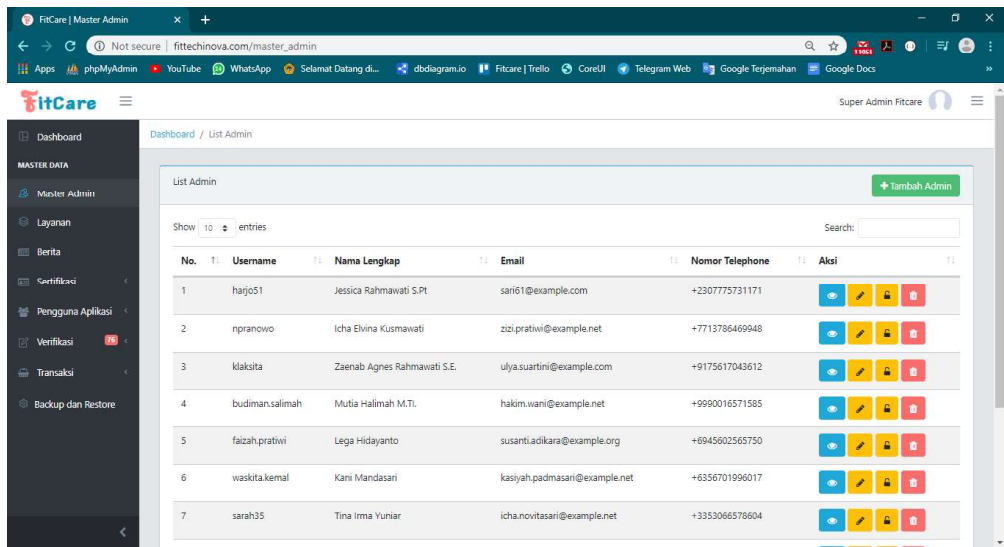 FitCare | Master Admin
Not secure | fittechinova.com/master_admin
Apps phpMyAdmin YouTube WhatsApp Selamat Datang di... dbdiagram.io Fitcare | Trello CoreUI Telegram Web Google Terjemahan Google Docs
FitCare Super Admin Fitcare
Dashboard
MASTER DATA
Master Admin
Layanan
Berita
Sertifikasi
Pengguna Aplikasi
Verifikasi 76
Transaksi
Backup dan Restore
Dashboard / List Admin
List Admin Tambah Admin
Show 10 entries Search:
No. Username Nama Lengkap Email Nomor Telephone Aksi
1 harjo51 Jessica Rahmawati S.Pt sari61@example.com +2307775731171
2 npranowo Icha Elvina Kusmawati zizi.pratiwi@example.net +7713786469948
3 klaksita Zaenab Agnes Rahmawati S.E. ulya.suartini@example.com +9175617043612
4 budiman.salimah Mutia Halimah M.TI. hakim.wani@example.net +9990016571585
5 faizah.pratiwi Lega Hidayanto susanti.adikara@example.org +6945602565750
6 waskita.kemal Kani Mandasari kasiyah.padmasari@example.net +6356701996017
7 sarah35 Tina Irma Yuniar icha.novitasari@example.net +3353066578604